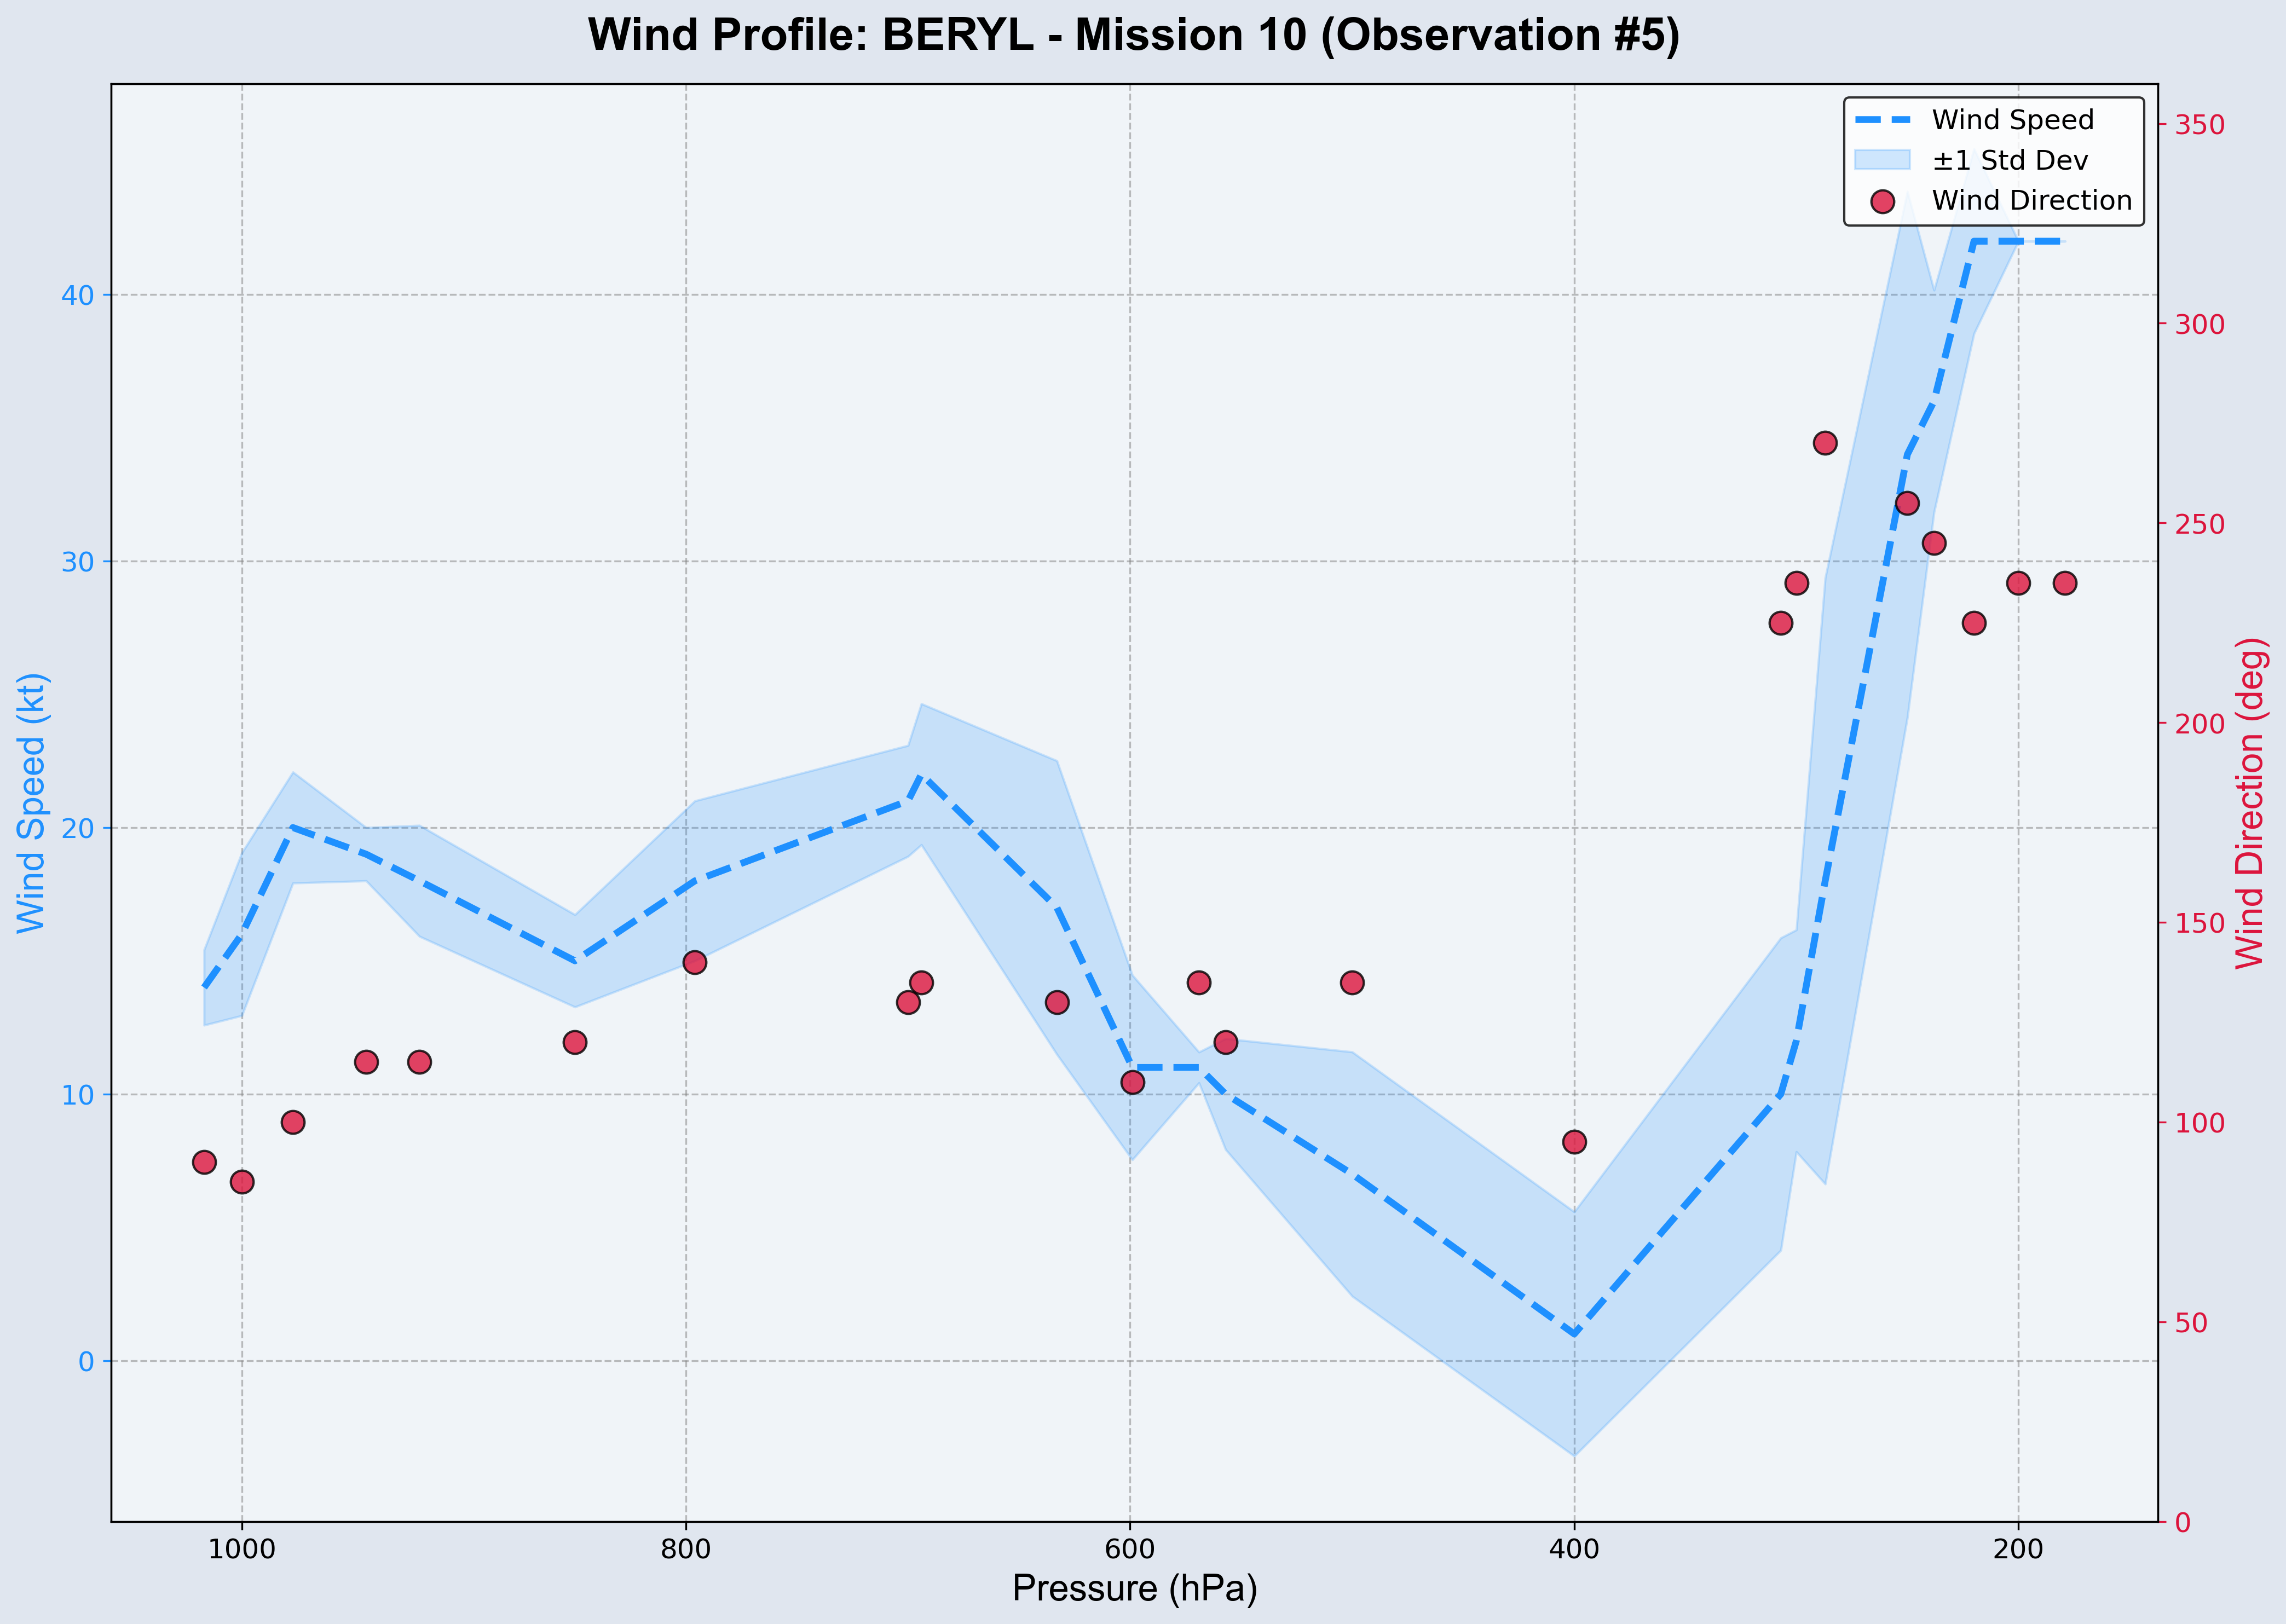 Wind Profile: BERYL - Mission 10 (Observation #5)
Wind Speed
±1 Std Dev
Wind Direction
Wind Speed (kt)
40
30
20
10
0
350
300
250
200
150
100
50
0
Wind Direction (deg)
1000
800
600
400
200
Pressure (hPa)